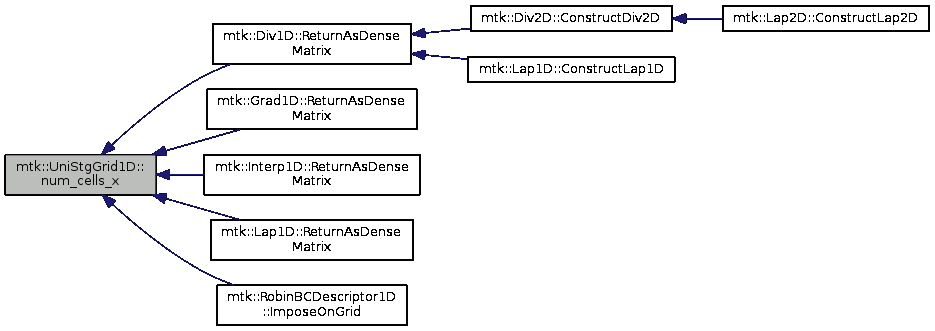 mtk::UniStgGrid1D::
num_cells_x
mtk::Div1D::ReturnAsDense
Matrix
mtk::Div2D::ConstructDiv2D
mtk::Lap2D::ConstructLap2D
mtk::Lap1D::ConstructLap1D
mtk::Grad1D::ReturnAsDense
Matrix
mtk::Interp1D::ReturnAsDense
Matrix
mtk::Lap1D::ReturnAsDense
Matrix
mtk::RobinBCDescriptor1D
::ImposeOnGrid